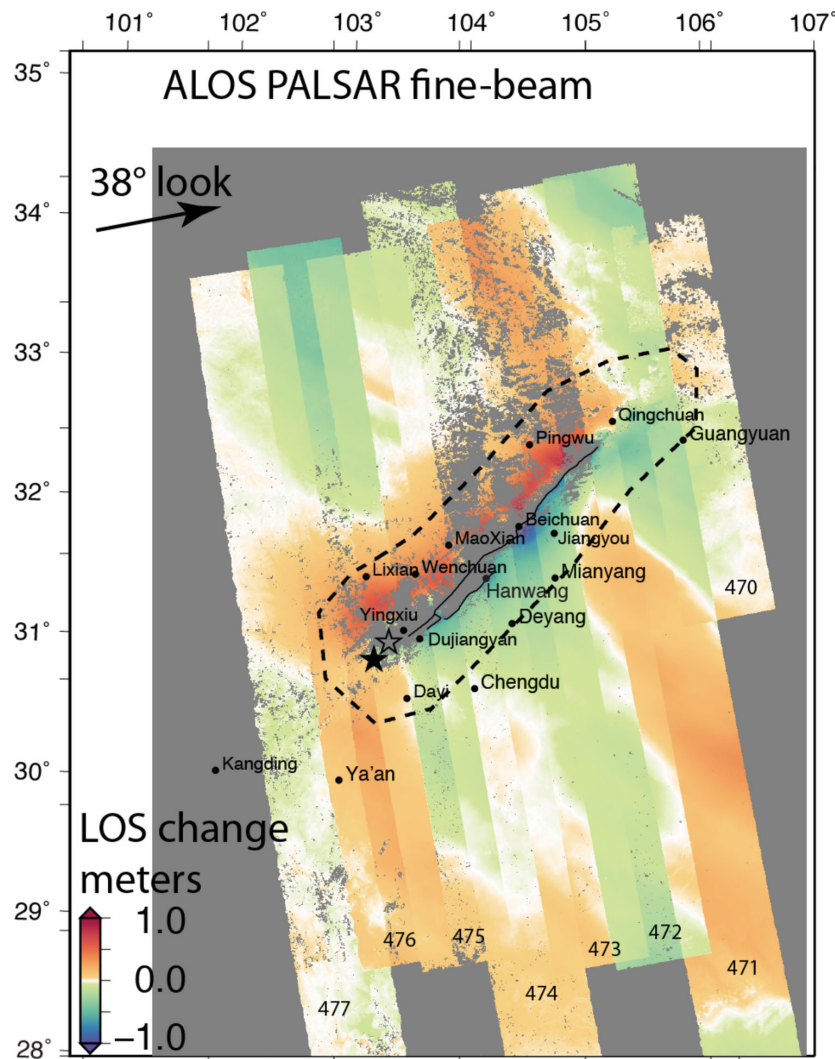 101˚ 102˚ 103˚ 104˚ 105˚ 106˚ 107˚
35˚
ALOS PALSAR fine-beam
38° look
34˚
33˚
Qingchuan
Pingwu
Guangyuan
32˚
Beichuan
MaoXian
Jiangyou
Lixian
Wenchuan
Mianyang
Hanwang
470
Yingxiu
Deyang
31˚
Dujiangyan
Dayi
Chengdu
30˚
Kangding
Ya'an
LOS change
meters
29˚
1.0
0.0
−1.0
476
475
473
472
471
474
477
28˚